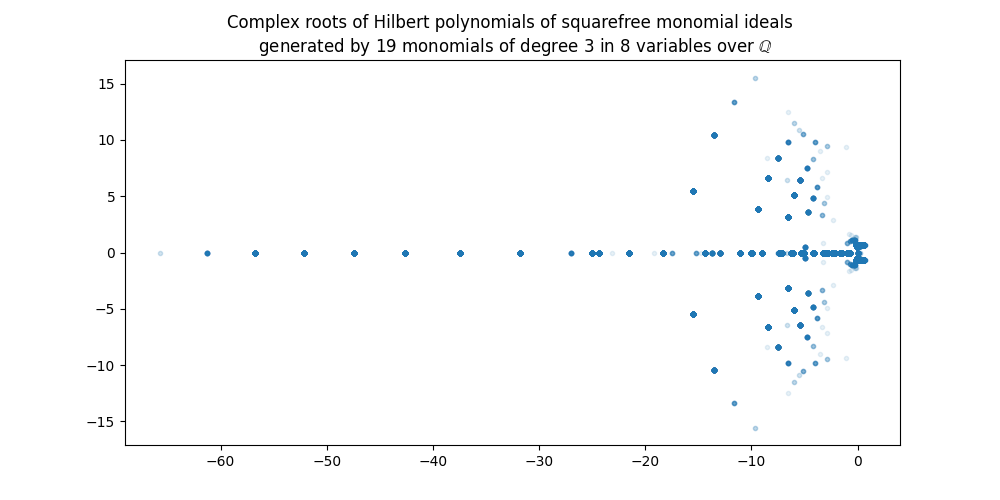 Complex roots of Hilbert polynomials of squarefree monomial ideals
generated by 19 monomials of degree 3 in 8 variables over ℚ
15
10
5
0
−5
−10
−15
−60 −50 −40 −30 −20 −10 0